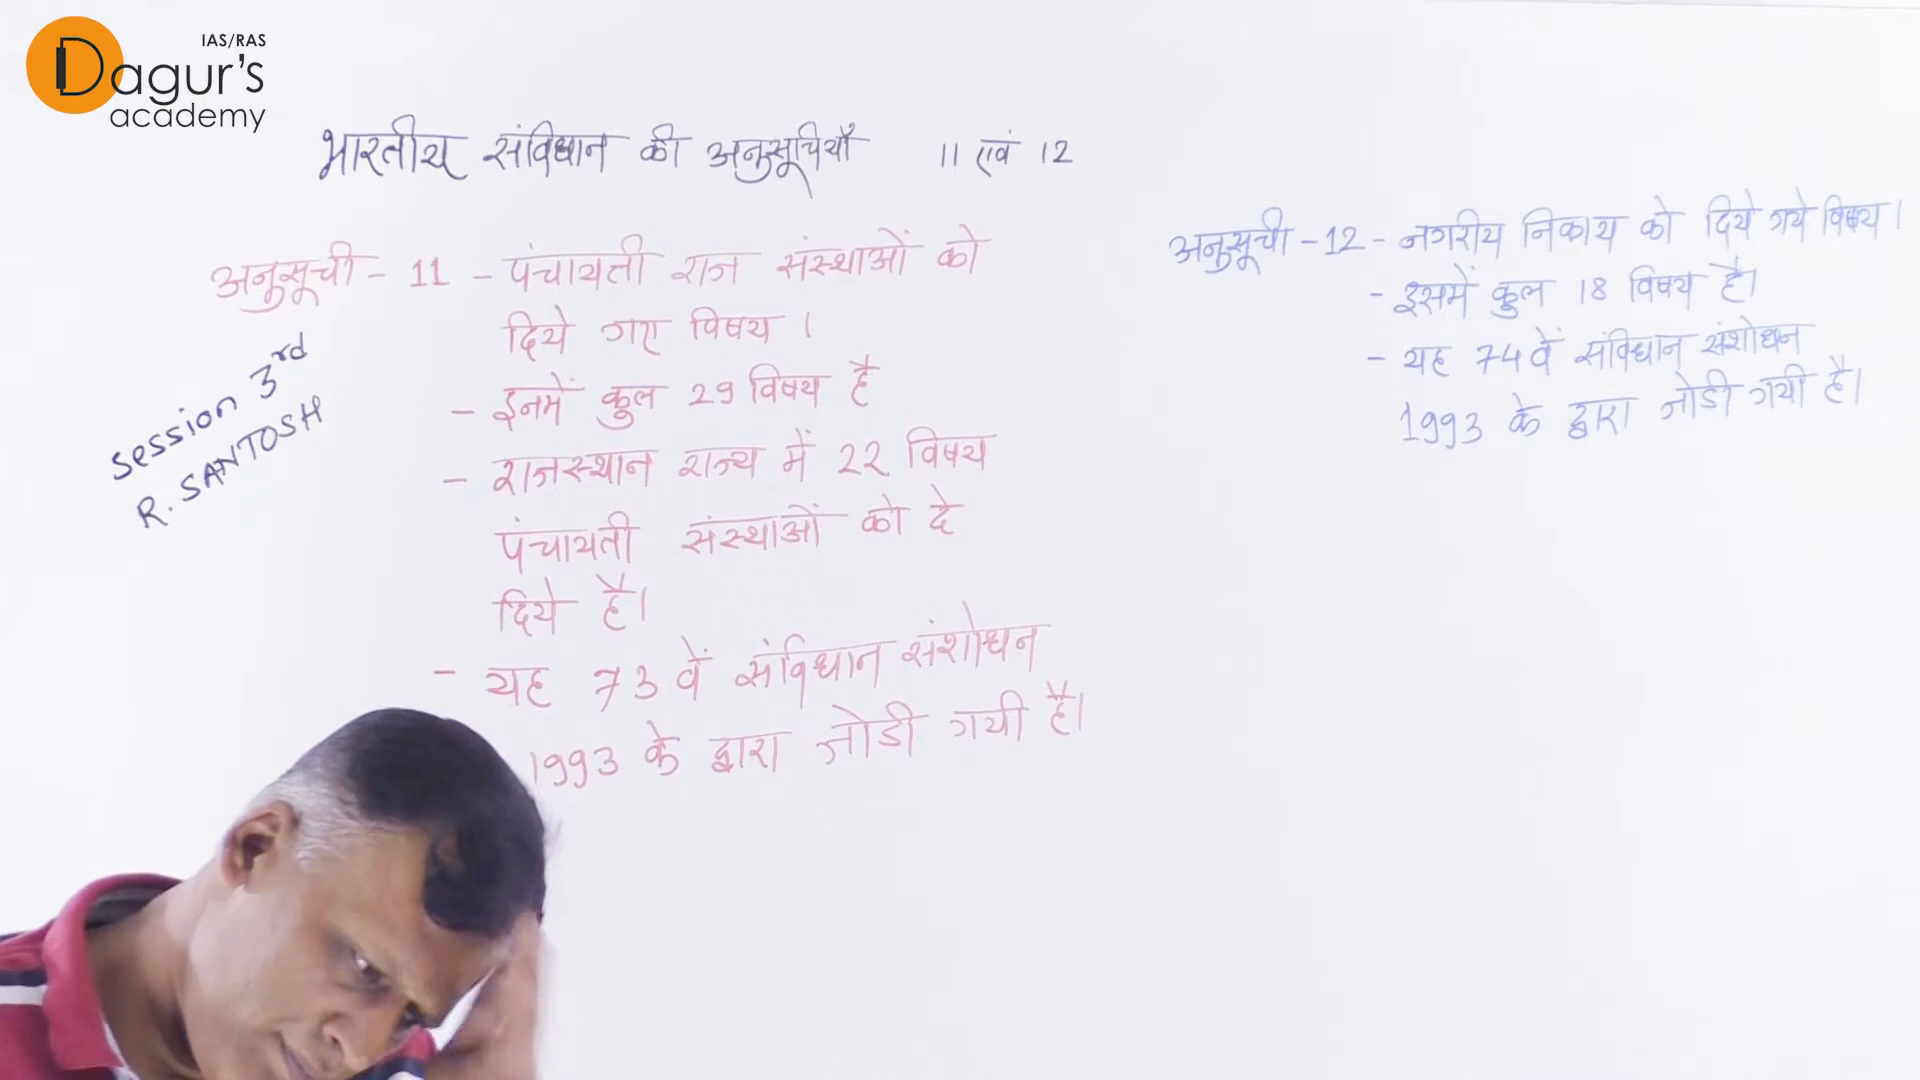 IAS/RAS
Dagur's
academy
भारतीय संविधान की अनुसूचियाँ 11 एवं 12
अनुसूची - 11 - पंचायती राज संस्थाओं को
दिये गए विषय ।
- इनमें कुल 29 विषय है
- राजस्थान राज्य में 22 विषय
पंचायती संस्थाओं को दे
दिये है।
- यह 73 वें संविधान संशोधन
1993 के द्वारा जोडी गयी है।
session 3rd
R. SANTOSH
अनुसूची - 12 - नगरीय निकाय को दिये गये विषय ।
- इसमें कुल 18 विषय है।
- यह 74 वें संविधान संशोधन
1993 के द्वारा जोडी गयी है।